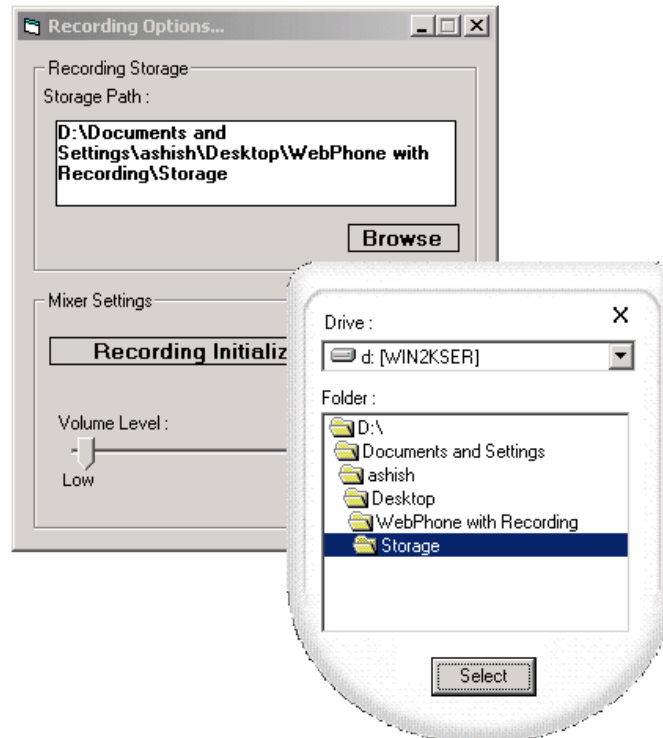 Recording Options...
Recording Storage
Storage Path :
D:\Documents and
Settings\ashish\Desktop\WebPhone with
Recording\Storage
Browse
Mixer Settings
Recording
Volume Level :
Low
Drive :
X
d: [WIN2KSER]
Folder :
D:\
Documents and Settings
ashish
Desktop
WebPhone with Recording
Storage
Select